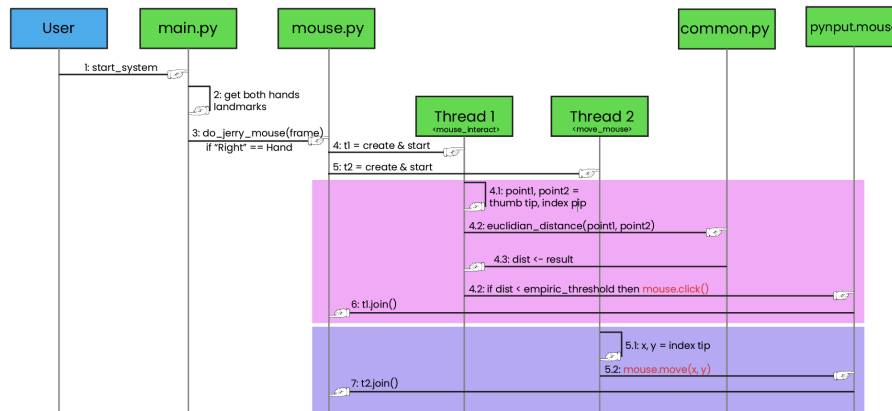 User
main.py
mouse.py
common.py
pynput.mouse
1: start_system
2: get both hands
landmarks
Thread 1
<mouse_interact>
Thread 2
<move_mouse>
3: do_jerry_mouse(frame)
if "Right" == Hand
4: t1 = create & start
5: t2 = create & start
4.1: point1, point2 =
thumb tip, index pip
4.2: euclidian_distance(point1, point2)
4.3: dist <- result
4.2: if dist < empiric_threshold then mouse.click()
6: t1.join()
5.1: x, y = index tip
5.2: mouse.move(x, y)
7: t2.join()